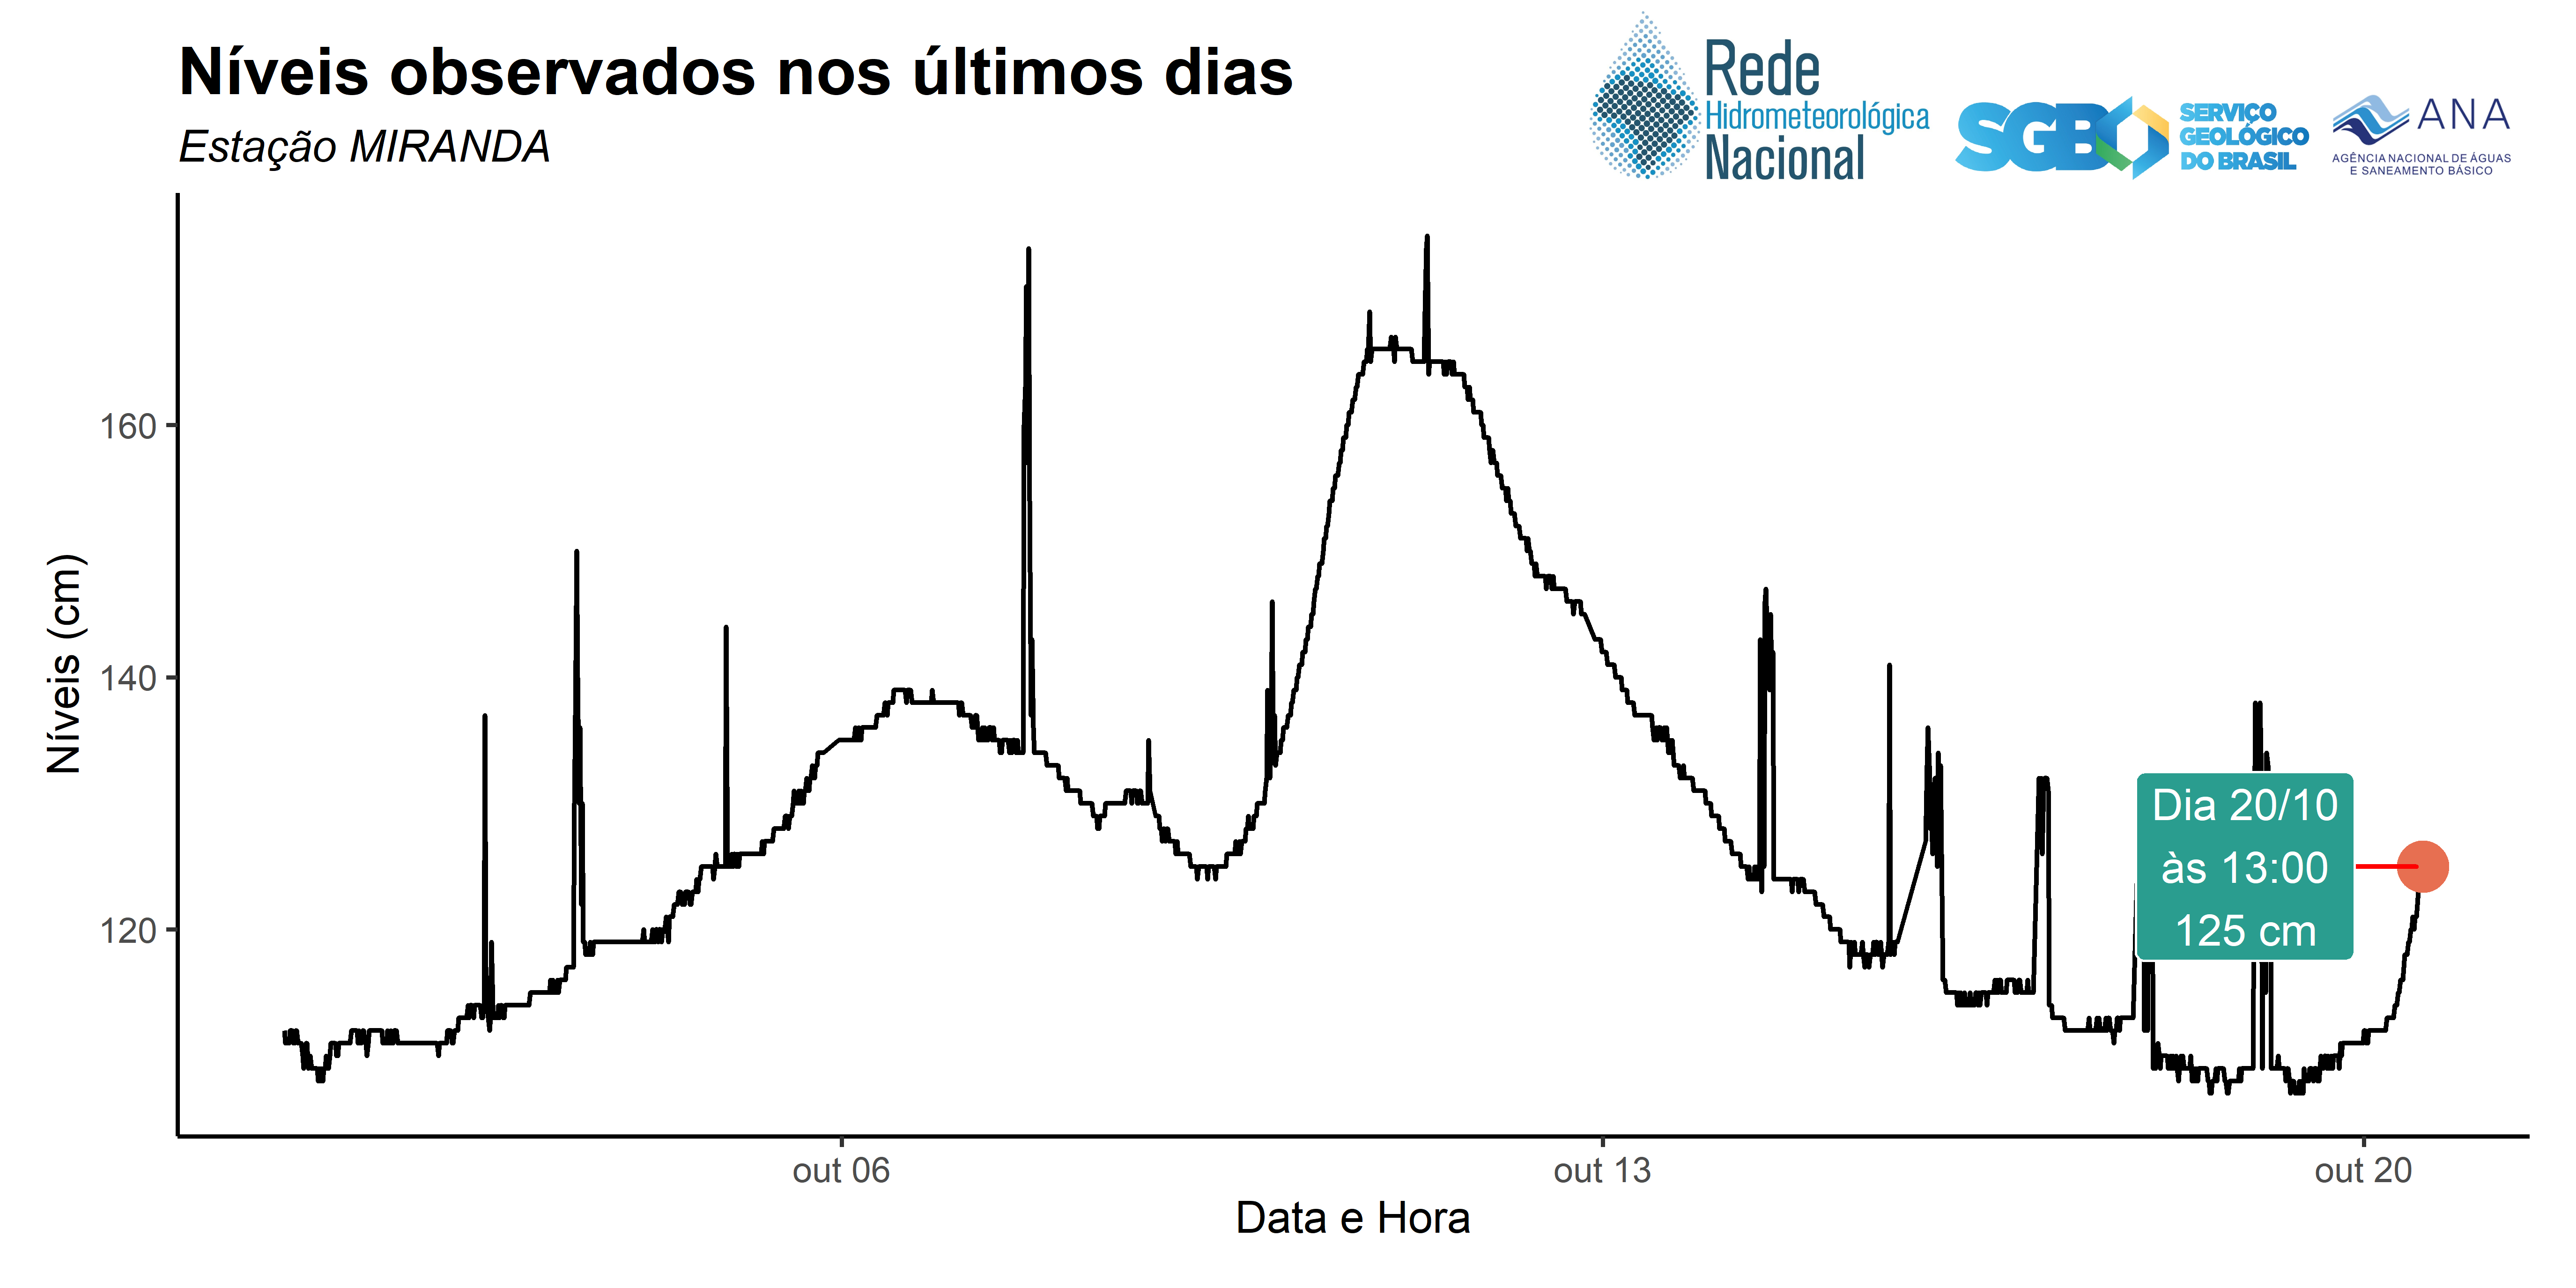 Níveis observados nos últimos dias
Estação MIRANDA
Rede
Hidrometeorológica
Nacional
SGB
SERVIÇO
GEOLÓGICO
DO BRASIL
ANA
AGÊNCIA NACIONAL DE ÁGUAS
E SANEAMENTO BÁSICO
Níveis (cm)
160
140
120
Dia 20/10
às 13:00
125 cm
out 06
out 13
out 20
Data e Hora